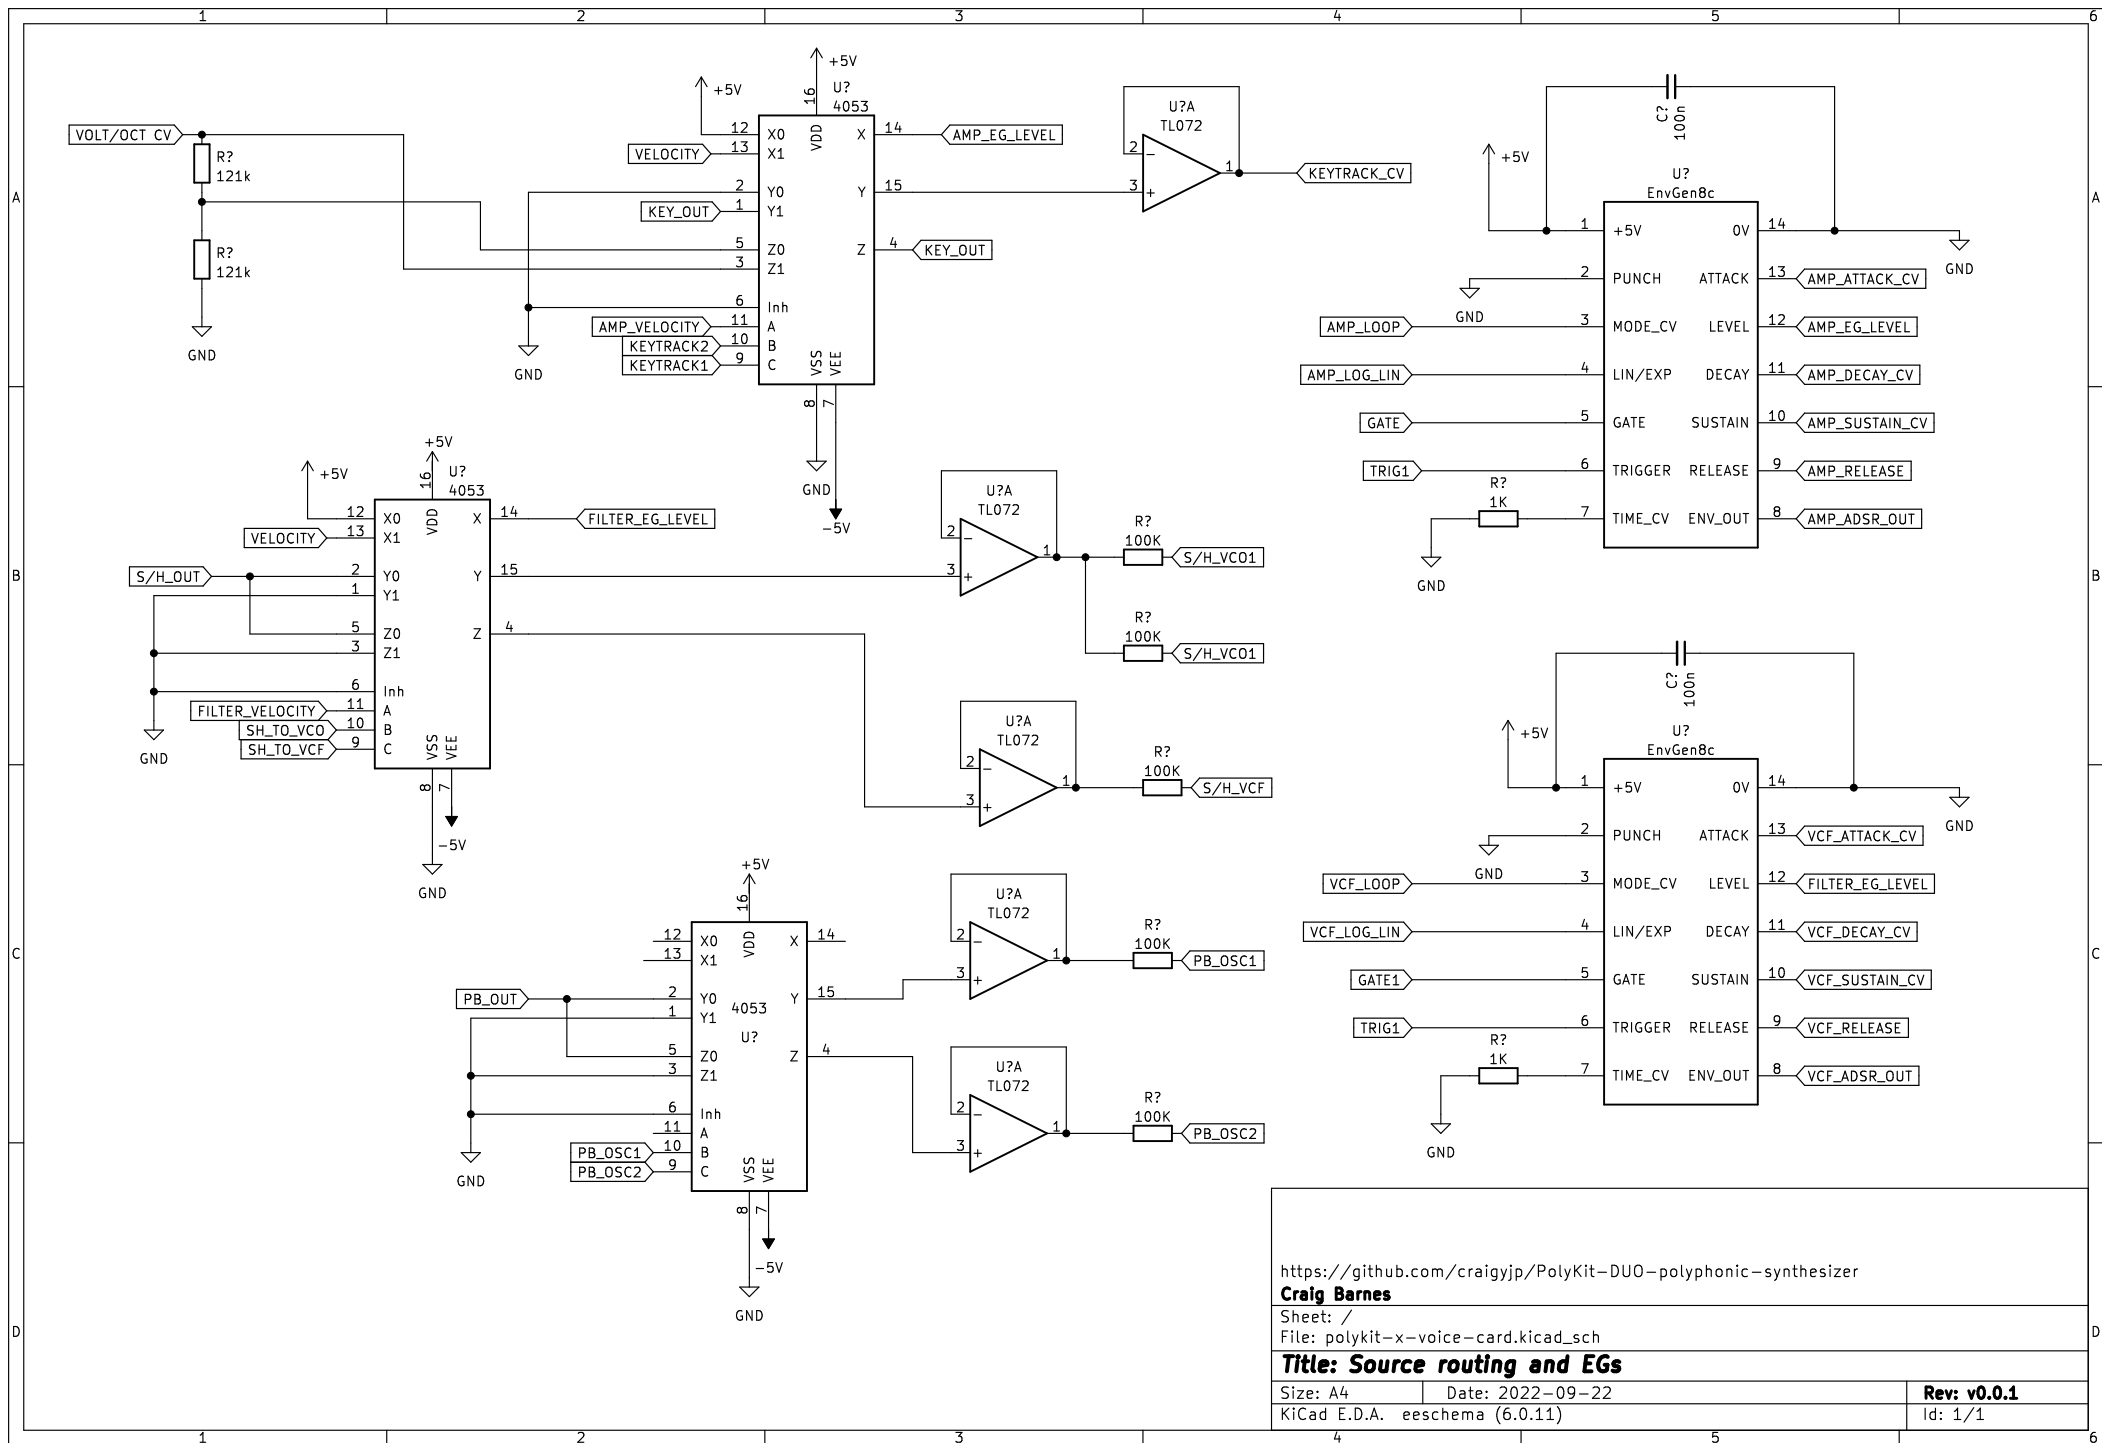 1 2 3 4 5 6
A
B
C
D
A
B
C
D
1 2 3 4 5 6
VOLT/OCT CV
R?
121k
R?
121k
GND
+5V
+5V
U?
4053
16
VDD
12 X0
VELOCITY 13 X1
2 Y0
KEY_OUT 1 Y1
5 Z0
3 Z1
6 Inh
AMP_VELOCITY 11 A
KEYTRACK2 10 B
KEYTRACK1 9 C
X 14 AMP_EG_LEVEL
Y 15
Z 4 KEY_OUT
VSS
VEE
8
7
GND
GND
-5V
U?A
TL072
2 -
3 +
1
KEYTRACK_CV
+5V
+5V
U?
4053
16
VDD
12 X0
VELOCITY 13 X1
S/H_OUT 2 Y0
1 Y1
5 Z0
3 Z1
6 Inh
FILTER_VELOCITY 11 A
SH_TO_VCO 10 B
SH_TO_VCF 9 C
X 14 FILTER_EG_LEVEL
Y 15
Z 4
VSS
VEE
8
7
GND
-5V
GND
U?A
TL072
2 -
3 +
1
R?
100K
S/H_VCO1
R?
100K
S/H_VCO1
U?A
TL072
2 -
3 +
1
R?
100K
S/H_VCF
+5V
16
VDD
12 X0
13 X1
PB_OUT 2 Y0
4053
1 Y1
U?
5 Z0
3 Z1
6 Inh
11 A
PB_OSC1 10 B
PB_OSC2 9 C
X 14
Y 15
Z 4
VSS
VEE
8
7
GND
-5V
GND
U?A
TL072
2 -
3 +
1
R?
100K
PB_OSC1
U?A
TL072
2 -
3 +
1
R?
100K
PB_OSC2
C?
100n
+5V
U?
EnvGen8c
1 +5V 0V 14
GND
2 PUNCH ATTACK 13 AMP_ATTACK_CV
GND
AMP_LOOP 3 MODE_CV LEVEL 12 AMP_EG_LEVEL
AMP_LOG_LIN 4 LIN/EXP DECAY 11 AMP_DECAY_CV
GATE 5 GATE SUSTAIN 10 AMP_SUSTAIN_CV
TRIG1 6 TRIGGER RELEASE 9 AMP_RELEASE
R?
1K
7 TIME_CV ENV_OUT 8 AMP_ADSR_OUT
GND
C?
100n
+5V
U?
EnvGen8c
1 +5V 0V 14
GND
2 PUNCH ATTACK 13 VCF_ATTACK_CV
GND
VCF_LOOP 3 MODE_CV LEVEL 12 FILTER_EG_LEVEL
VCF_LOG_LIN 4 LIN/EXP DECAY 11 VCF_DECAY_CV
GATE1 5 GATE SUSTAIN 10 VCF_SUSTAIN_CV
TRIG1 6 TRIGGER RELEASE 9 VCF_RELEASE
R?
1K
7 TIME_CV ENV_OUT 8 VCF_ADSR_OUT
GND
https://github.com/craigyjp/PolyKit-DUO-polyphonic-synthesizer
Craig Barnes
Sheet: /
File: polykit-x-voice-card.kicad_sch
Title: Source routing and EGs
Size: A4 Date: 2022-09-22 Rev: v0.0.1
KiCad E.D.A. eeschema (6.0.11) Id: 1/1